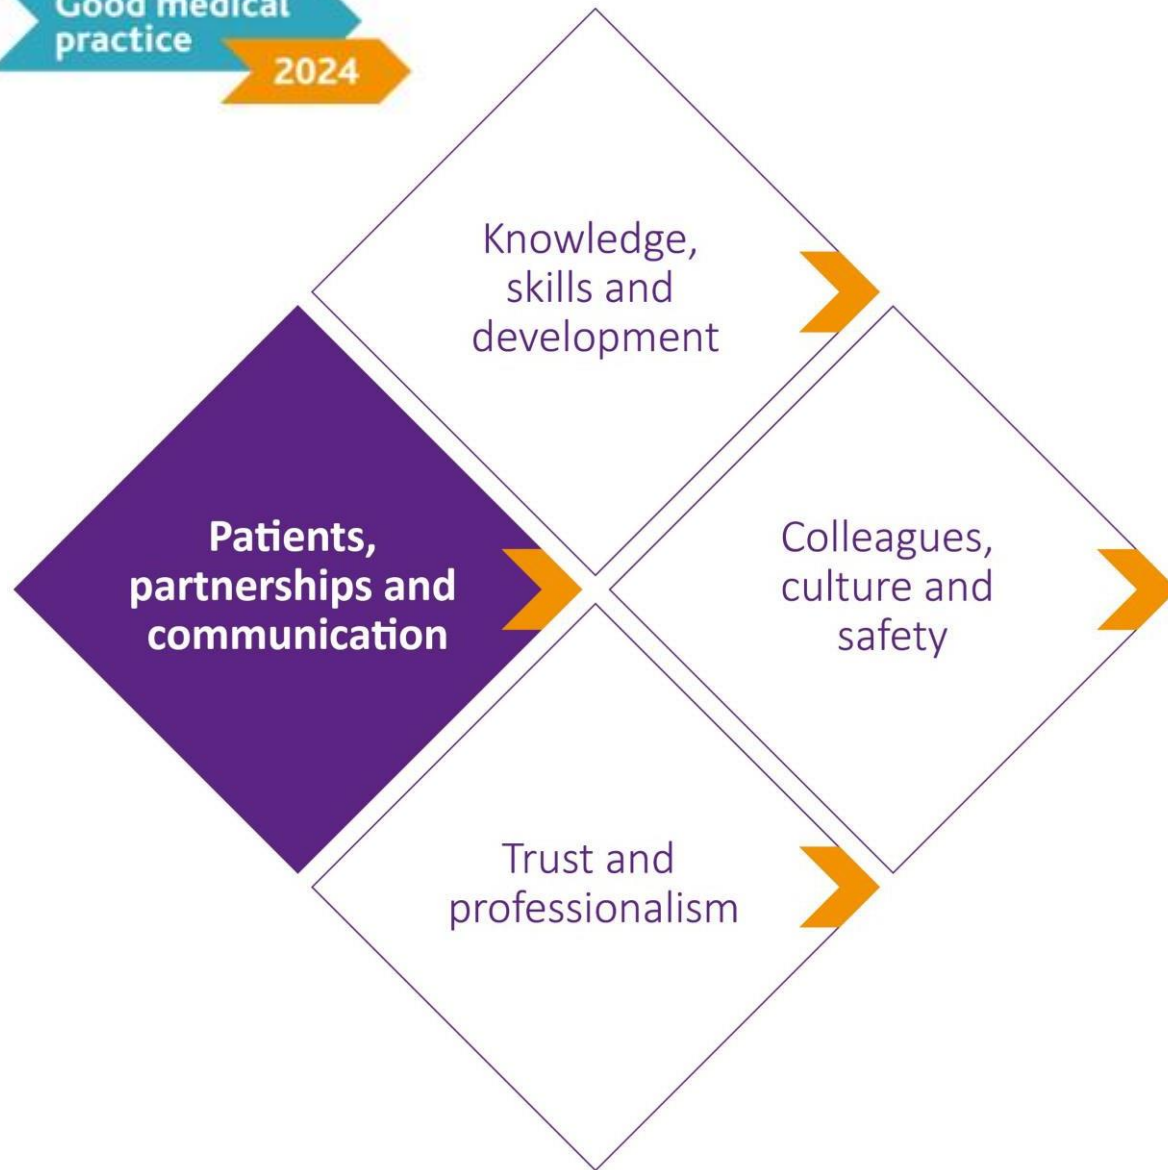 Good medical
practice
2024
Knowledge,
skills and
development
Patients,
partnerships and
communication
Colleagues,
culture and
safety
Trust and
professionalism